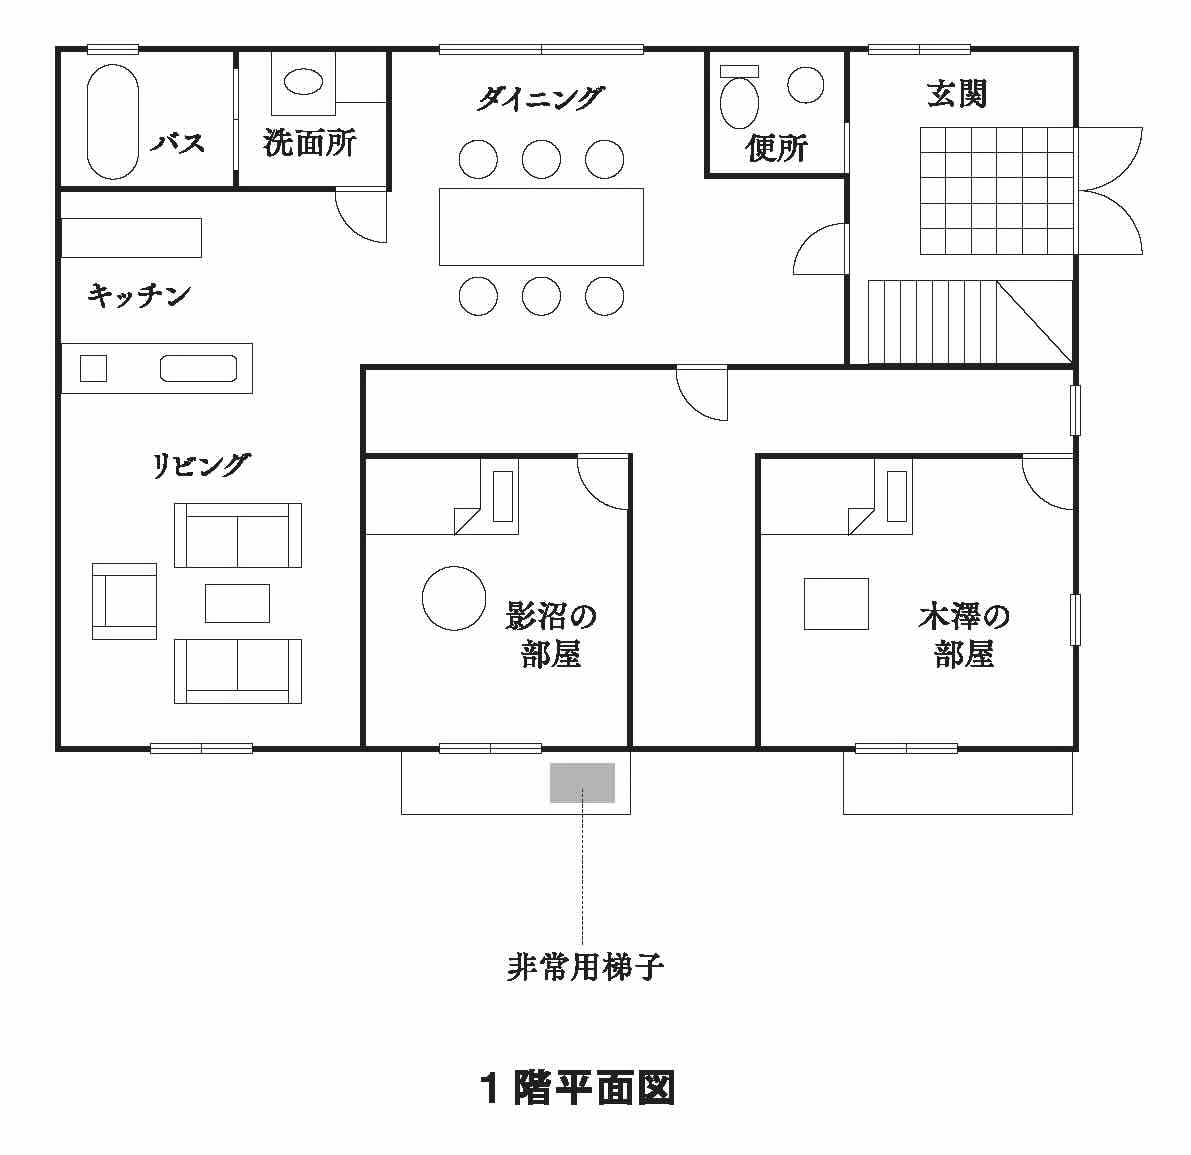 バス
洗面所
ダイニング
便所
玄関
キッチン
リビング
影沼の
部屋
木澤の
部屋
非常用梯子
1階平面図